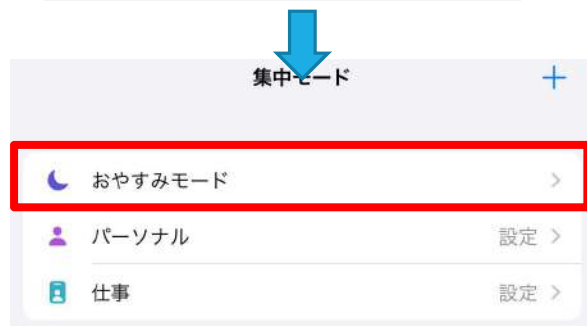 集中モード
おやすみモード
パーソナル 設定
仕事 設定